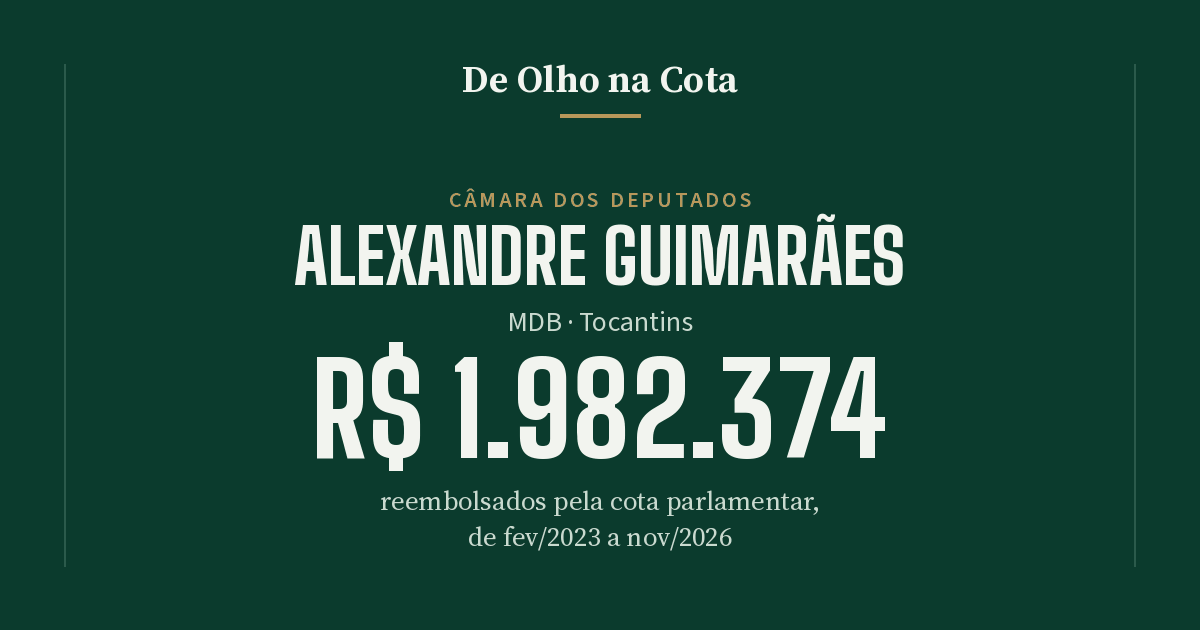 De Olho na Cota
CÂMARA DOS DEPUTADOS
ALEXANDRE GUIMARÃES
MDB · Tocantins
R$ 1.982.374
reembolsados pela cota parlamentar,
de fev/2023 a nov/2026